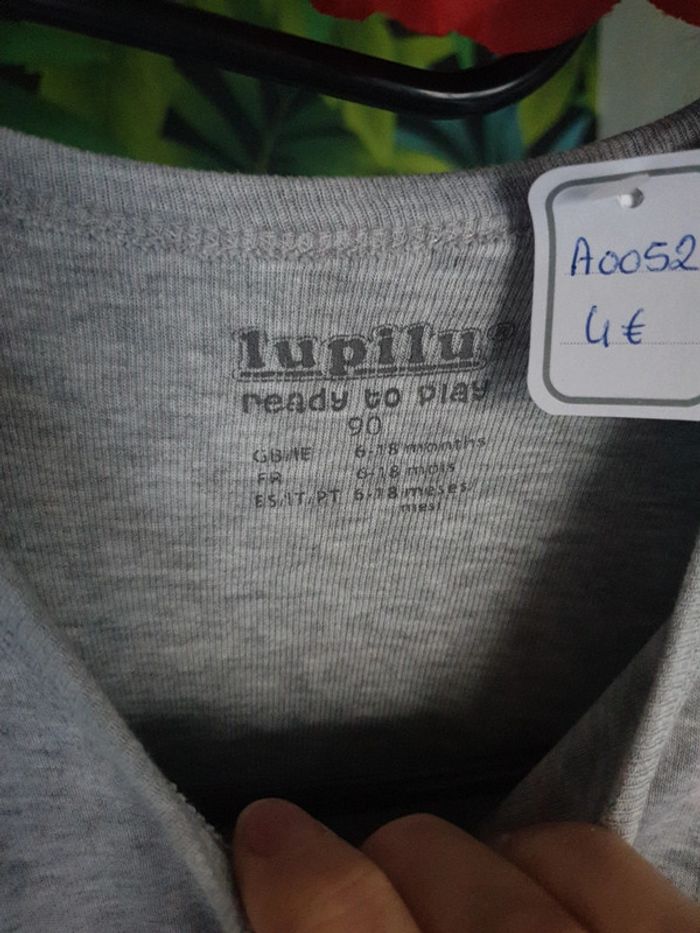 lupilu®
ready to play
90
GB/IE 6-18 months
FR 6-18 mois
ES/IT/PT 6-18 meses
mesi
A0052
4€